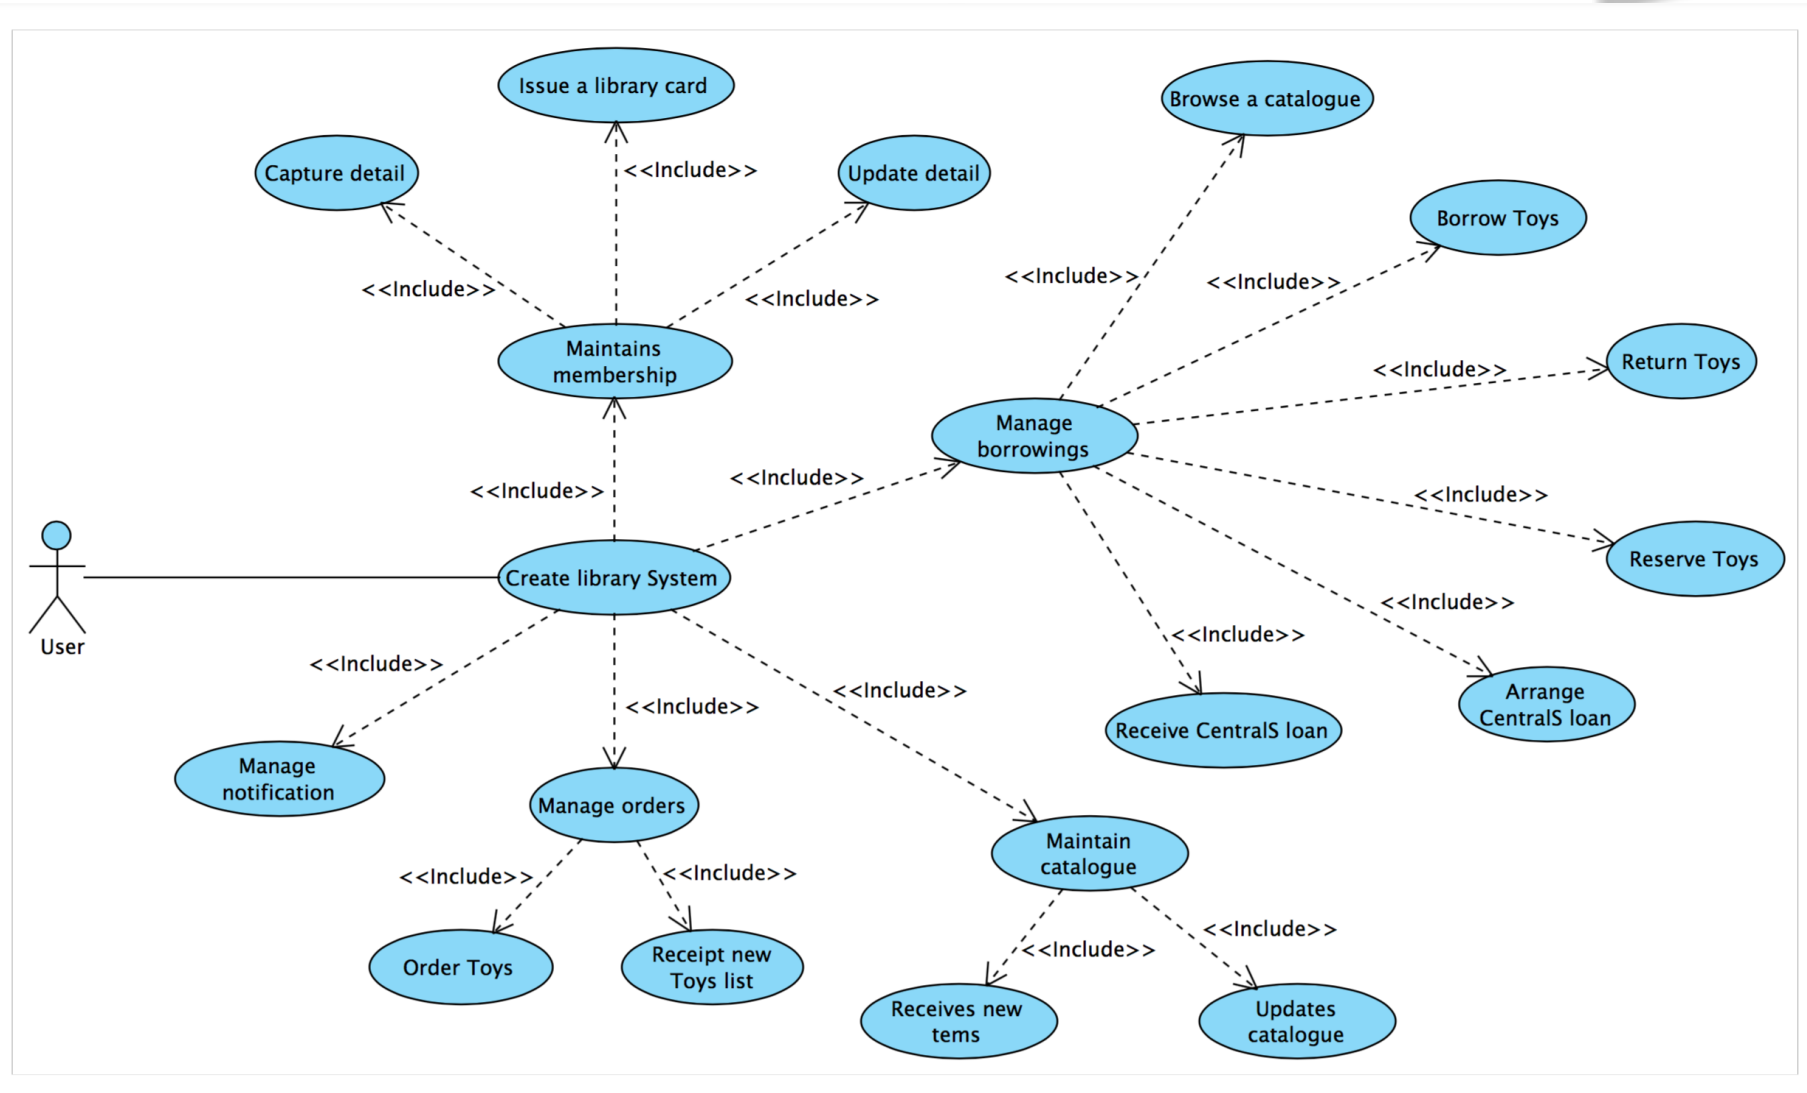 Issue a library card
Browse a catalogue
Capture detail
<<Include>>
Update detail
Borrow Toys
<<Include>>
<<Include>>
<<Include>>
<<Include>>
Maintains
membership
<<Include>>
Return Toys
Manage
borrowings
<<Include>>
<<Include>>
<<Include>>
Create library System
Reserve Toys
User
<<Include>>
<<Include>>
<<Include>>
<<Include>>
<<Include>>
Receive CentralS loan
Arrange
CentralS loan
Manage
notification
Manage orders
Maintain
catalogue
<<Include>>
<<Include>>
<<Include>>
<<Include>>
Order Toys
Receipt new
Toys list
Receives new
tems
Updates
catalogue